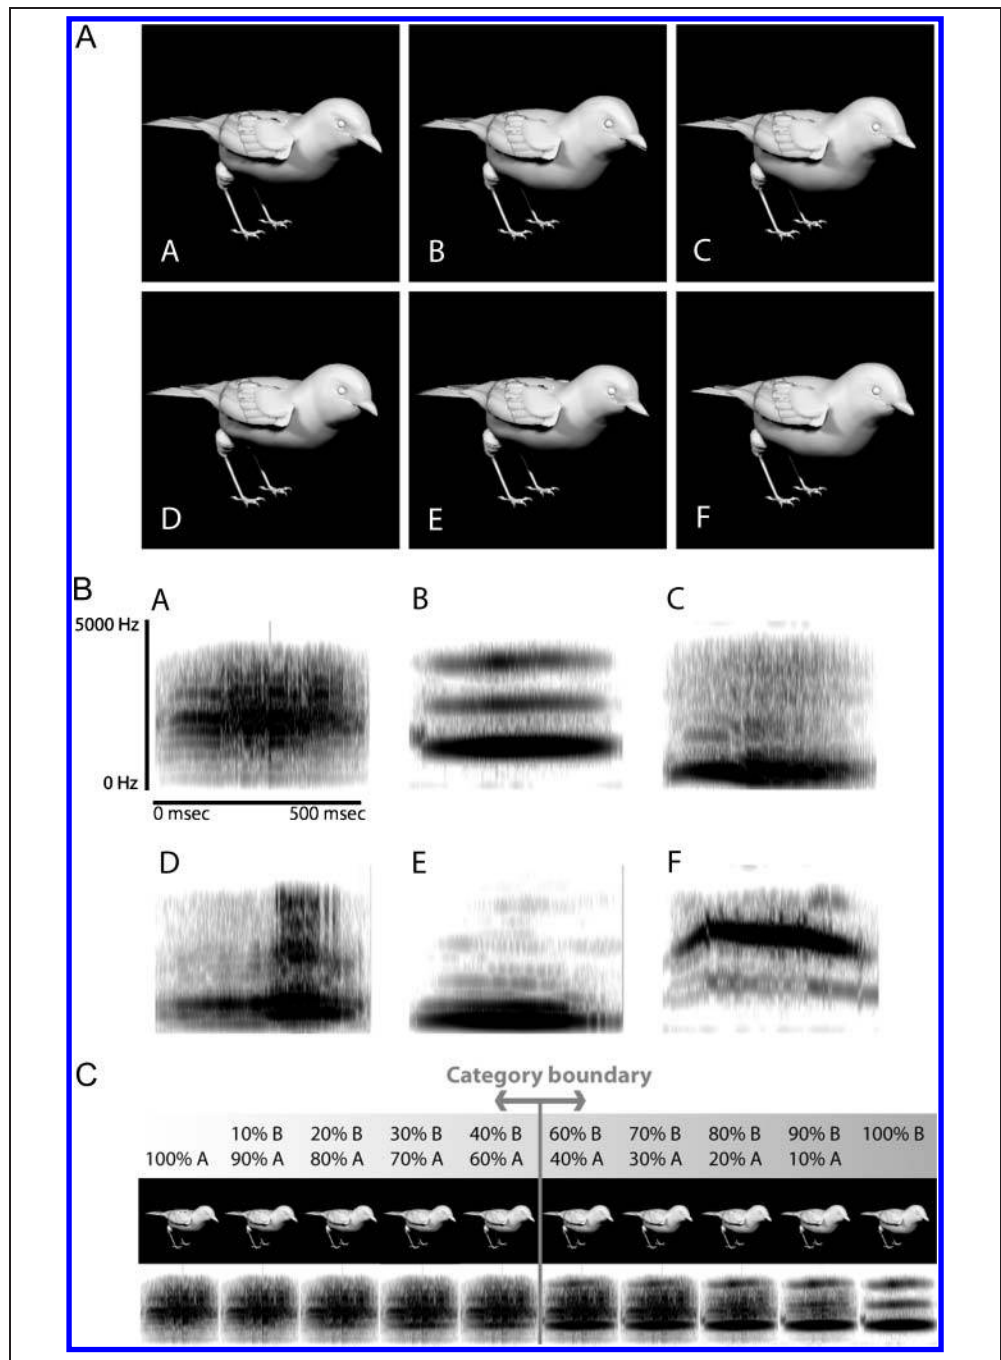 A
A
B
C
D
E
F
B
A
B
C
5000 Hz
0 Hz
0 msec 500 msec
D
E
F
C
Category boundary
10% B 20% B 30% B 40% B 60% B 70% B 80% B 90% B 100% B
100% A 90% A 80% A 70% A 60% A 40% A 30% A 20% A 10% A